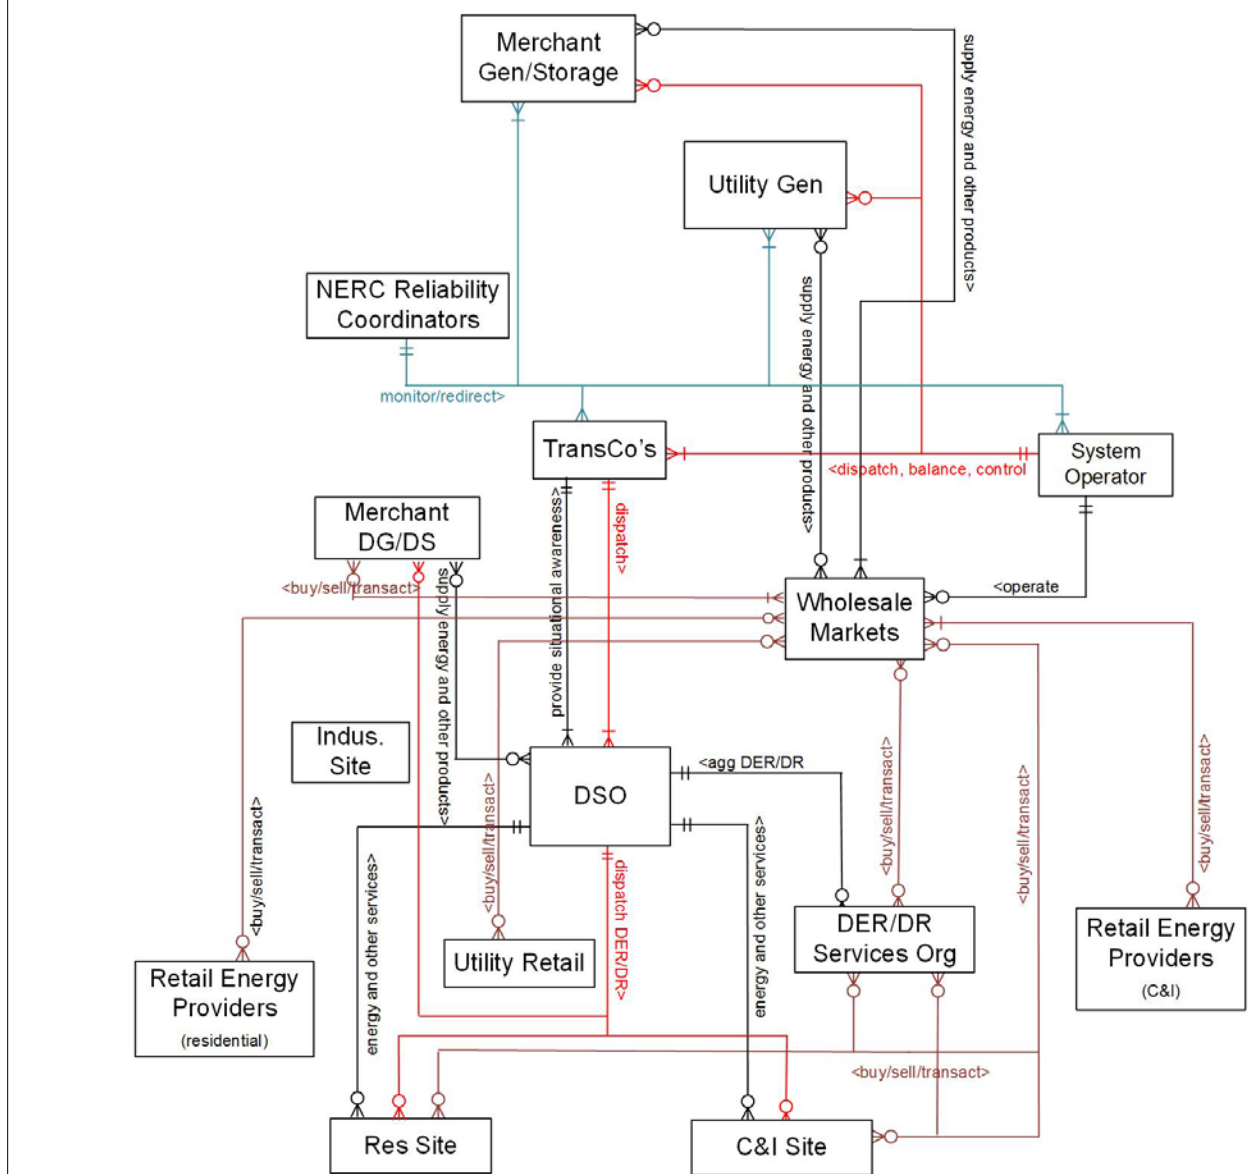 Merchant
Gen/Storage
supply energy and other products>
Utility Gen
supply energy and other products>
NERC Reliability
Coordinators
monitor/redirect>
TransCo's
<dispatch, balance, control
System
Operator
Merchant
DG/DS
<buy/sell/transact>
supply energy and other products>
provide situational awareness>
dispatch>
Wholesale
Markets
<operate
Indus.
Site
DSO
<agg DER/DR
<buy/sell/transact>
<buy/sell/transact>
<buy/sell/transact>
<buy/sell/transact>
<buy/sell/transact>
energy and other services>
dispatch DER/DR>
energy and other services>
Retail Energy
Providers
(residential)
Utility Retail
DER/DR
Services Org
Retail Energy
Providers
(C&I)
<buy/sell/transact>
Res Site
C&I Site